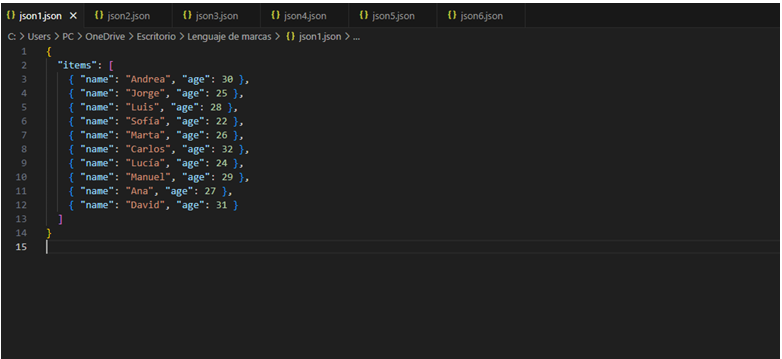 {} json1.json × {} json2.json {} json3.json {} json4.json {} json5.json {} json6.json
C: > Users > PC > OneDrive > Escritorio > Lenguaje de marcas > {} json1.json > ...
1 {
2 "items": [
3 { "name": "Andrea", "age": 30 },
4 { "name": "Jorge", "age": 25 },
5 { "name": "Luis", "age": 28 },
6 { "name": "Sofía", "age": 22 },
7 { "name": "Marta", "age": 26 },
8 { "name": "Carlos", "age": 32 },
9 { "name": "Lucía", "age": 24 },
10 { "name": "Manuel", "age": 29 },
11 { "name": "Ana", "age": 27 },
12 { "name": "David", "age": 31 }
13 ]
14 }
15